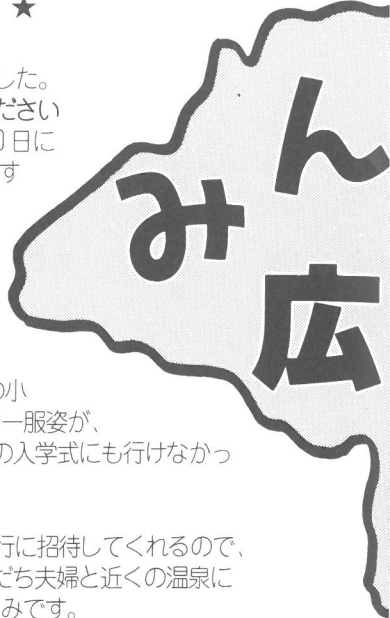 ★
した。
ださい
日に
す
みん
広
の小
ー服姿が、
の入学式にも行けなかっ
行に招待してくれるので、
だち夫婦と近くの温泉に
みです。